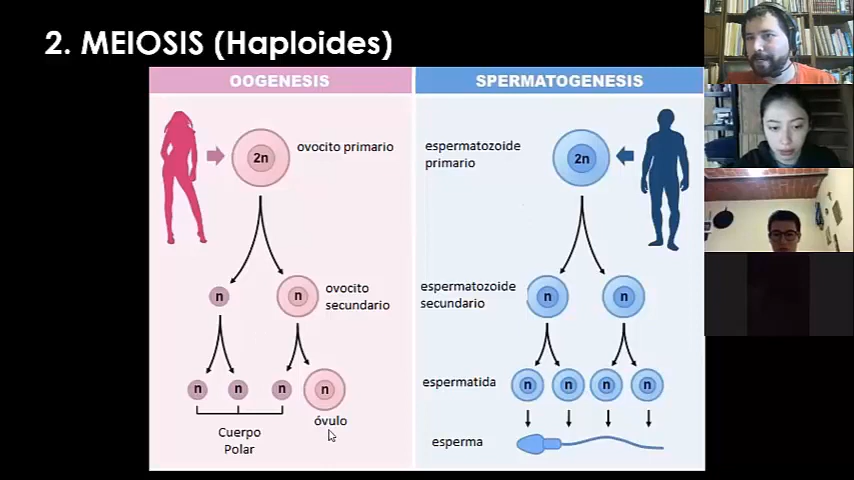 2. MEIOSIS (Haploides)
OOGENESIS
2n
ovocito primario
n
n
ovocito
secundario
n
n
n
n
óvulo
Cuerpo
Polar
SPERMATOGENESIS
espermatozoide
primario
2n
espermatozoide
secundario
n
n
espermatida
n
n
n
n
esperma